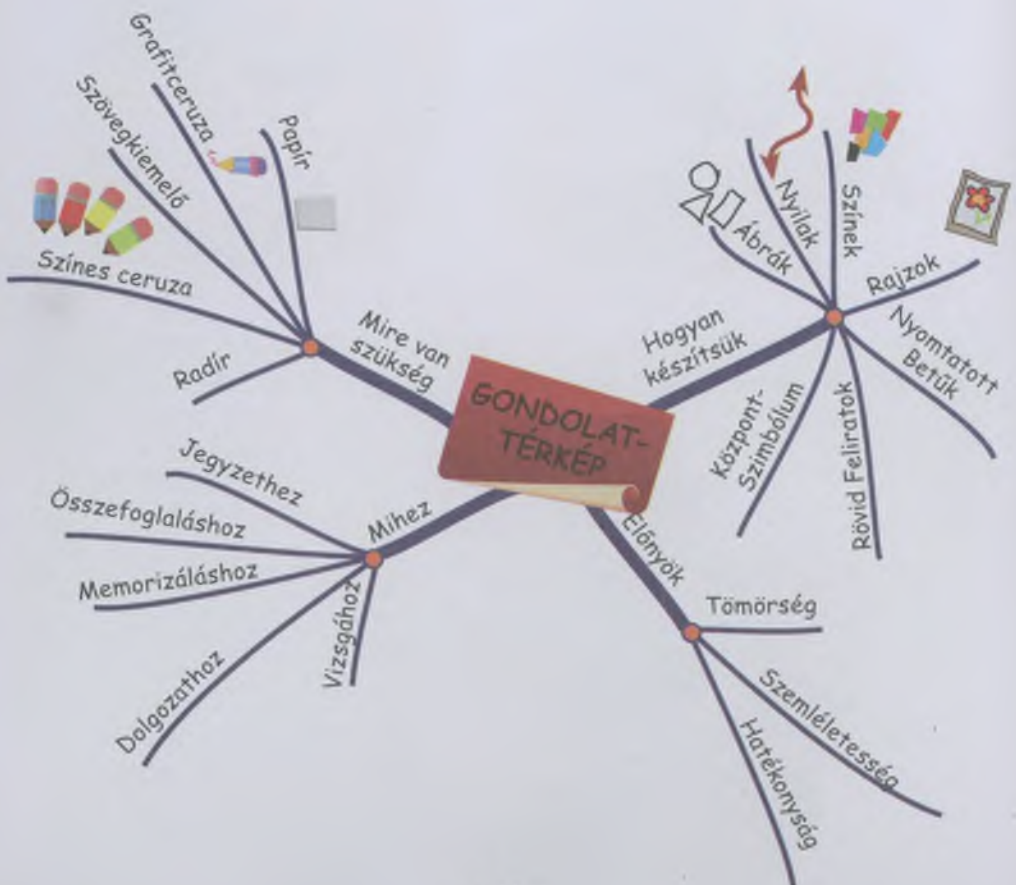 GONDOLAT-
TÉRKÉP
Mire van
szükség
Papír
Grafitceruza
Szövegkiemelő
Színes ceruza
Radír
Hogyan
készítsük
Ábrák
Nyilak
Színek
Rajzok
Nyomtatott
Betűk
Rövid Feliratok
Központ-
Szimbólum
Előnyök
Tömörség
Szemléletesség
Hatékonyság
Mihez
Jegyzethez
Összefoglaláshoz
Memorizáláshoz
Dolgozathoz
Vizsgához